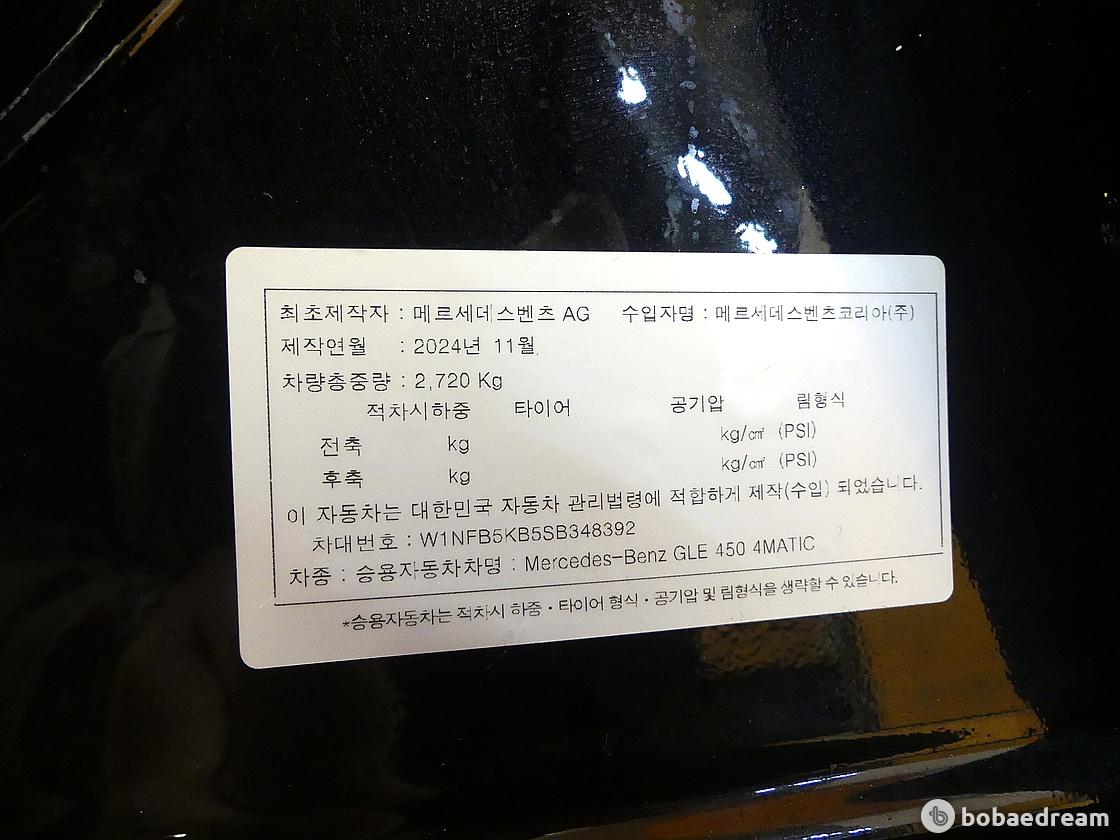 최초제작자 : 메르세데스벤츠 AG 수입자명 : 메르세데스벤츠코리아(주)
제작연월 : 2024년 11월
차량총중량 : 2,720 Kg
적차시하중 타이어 공기압 림형식
전축 kg kg/㎠ (PSI)
후축 kg kg/㎠ (PSI)
이 자동차는 대한민국 자동차 관리법령에 적합하게 제작(수입) 되었습니다.
차대번호 : W1NFB5KB5SB348392
차종 : 승용자동차차명 : Mercedes-Benz GLE 450 4MATIC
*승용자동차는 적차시 하중·타이어 형식·공기압 및 림형식을 생략할 수 있습니다.
bobaedream